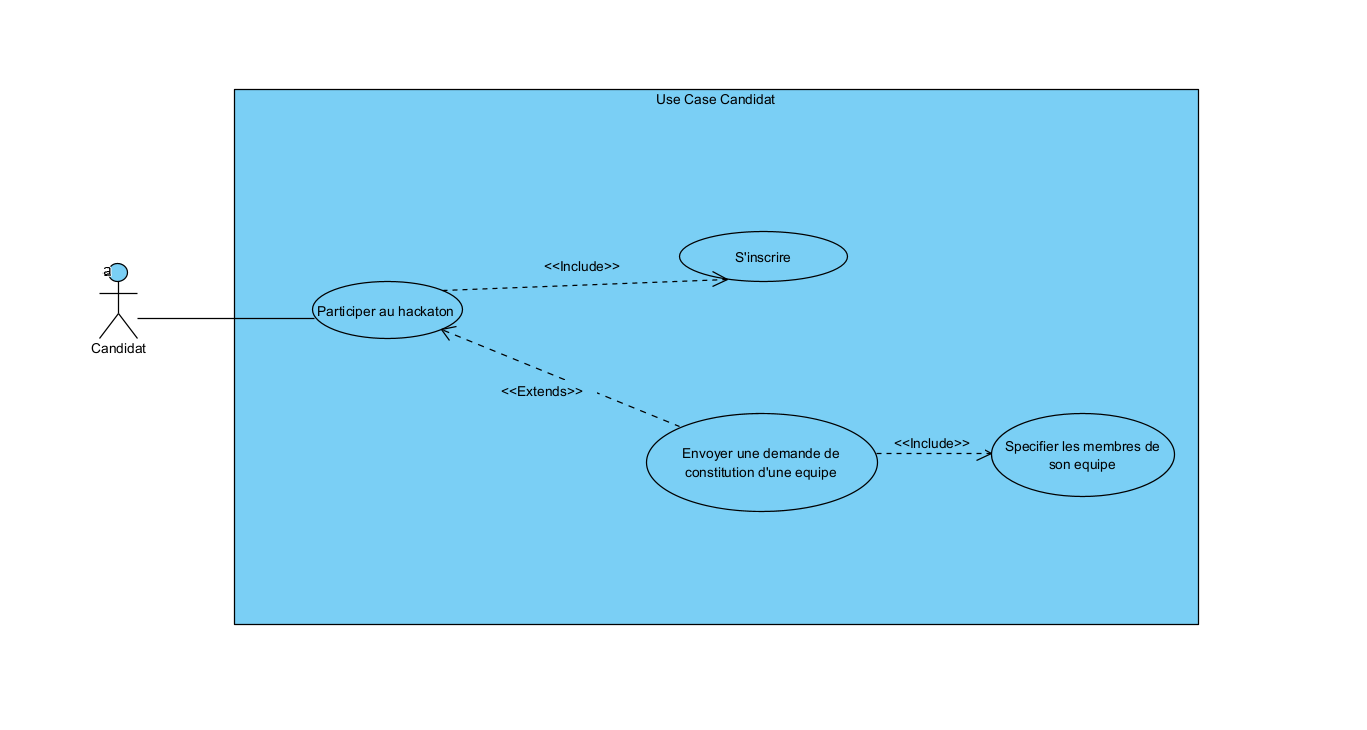 Use Case Candidat
S'inscrire
<<Include>>
a
Participer au hackaton
Candidat
<<Extends>>
<<Include>>
Specifier les membres de
son equipe
Envoyer une demande de
constitution d'une equipe